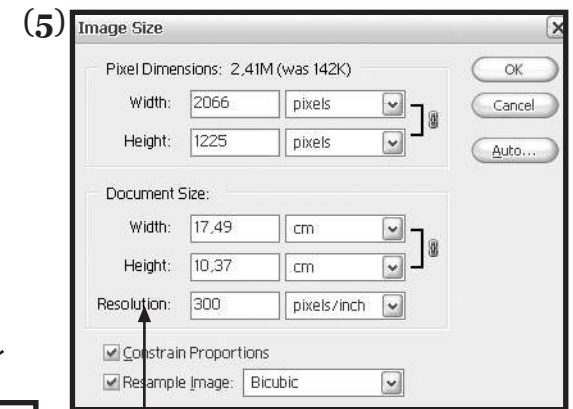 (5)
Image Size
Pixel Dimensions: 2,41M (was 142K)
Width: 2066 pixels
Height: 1225 pixels
Document Size:
Width: 17,49 cm
Height: 10,37 cm
Resolution: 300 pixels/inch
Constrain Proportions
Resample Image: Bicubic
OK
Cancel
Auto...